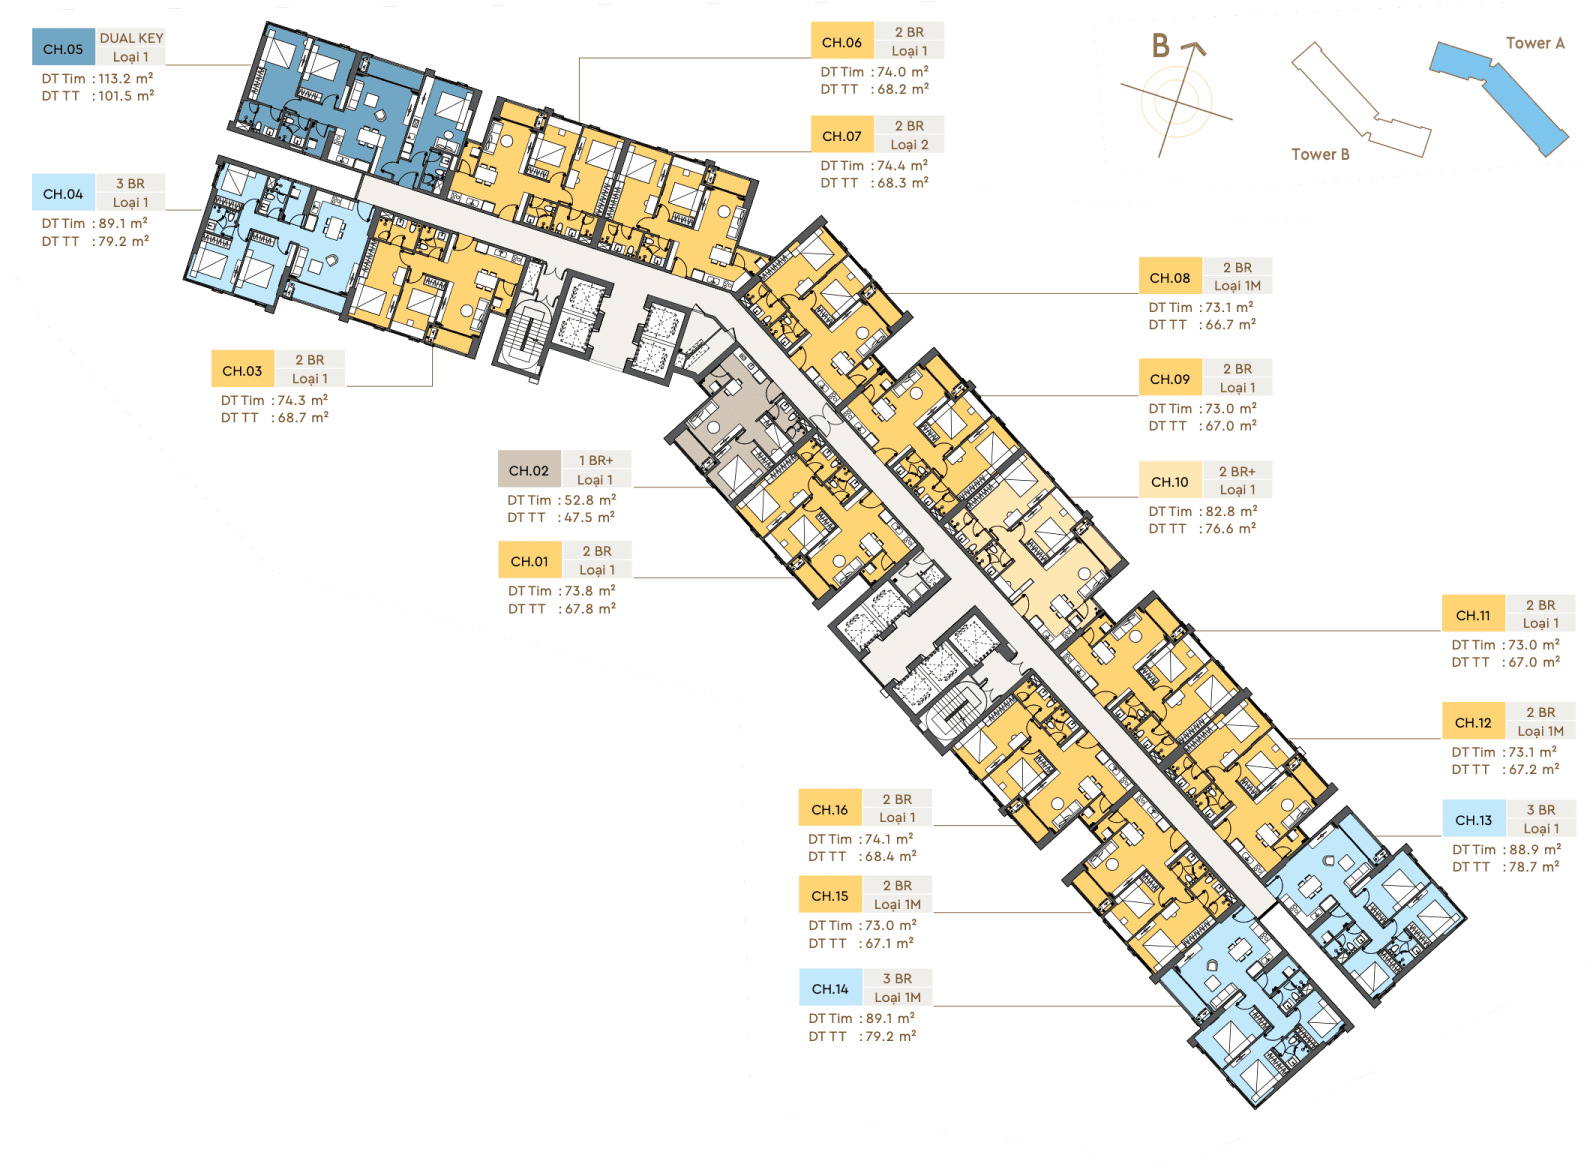 CH.05
DUAL KEY
Loại 1
DT Tim : 113.2 m²
DT TT : 101.5 m²
CH.06
2 BR
Loại 1
DT Tim : 74.0 m²
DT TT : 68.2 m²
B
Tower A
Tower B
CH.07
2 BR
Loại 2
DT Tim : 74.4 m²
DT TT : 68.3 m²
CH.04
3 BR
Loại 1
DT Tim : 89.1 m²
DT TT : 79.2 m²
CH.08
2 BR
Loại 1M
DT Tim : 73.1 m²
DT TT : 66.7 m²
CH.03
2 BR
Loại 1
DT Tim : 74.3 m²
DT TT : 68.7 m²
CH.09
2 BR
Loại 1
DT Tim : 73.0 m²
DT TT : 67.0 m²
CH.02
1 BR+
Loại 1
DT Tim : 52.8 m²
DT TT : 47.5 m²
CH.10
2 BR+
Loại 1
DT Tim : 82.8 m²
DT TT : 76.6 m²
CH.01
2 BR
Loại 1
DT Tim : 73.8 m²
DT TT : 67.8 m²
CH.11
2 BR
Loại 1
DT Tim : 73.0 m²
DT TT : 67.0 m²
CH.12
2 BR
Loại 1M
DT Tim : 73.1 m²
DT TT : 67.2 m²
CH.16
2 BR
Loại 1
DT Tim : 74.1 m²
DT TT : 68.4 m²
CH.13
3 BR
Loại 1
DT Tim : 88.9 m²
DT TT : 78.7 m²
CH.15
2 BR
Loại 1M
DT Tim : 73.0 m²
DT TT : 67.1 m²
CH.14
3 BR
Loại 1M
DT Tim : 89.1 m²
DT TT : 79.2 m²